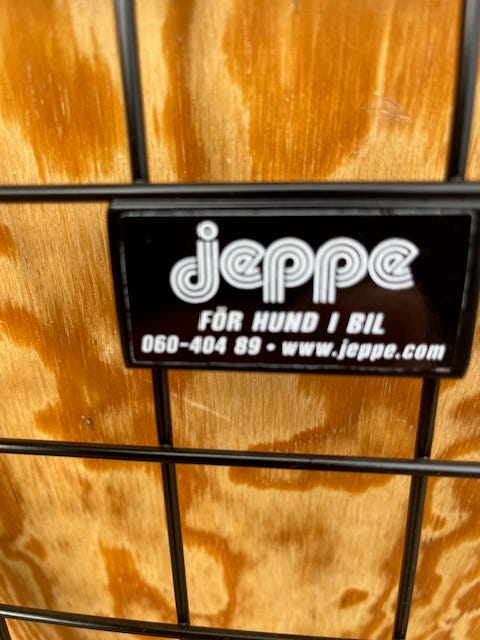 jeppe
FÖR HUND I BIL
060-404 89 • www.jeppe.com